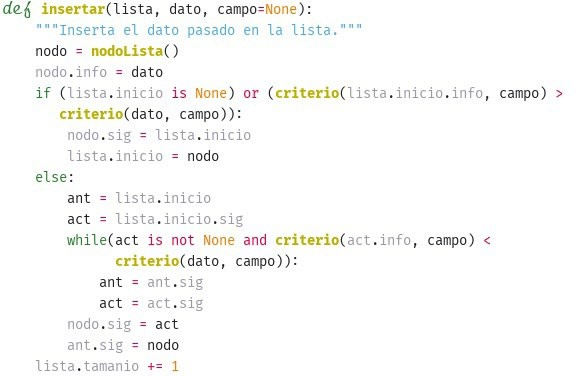 def insertar(lista, dato, campo=None):
    """Inserta el dato pasado en la lista."""
    nodo = nodoLista()
    nodo.info = dato
    if (lista.inicio is None) or (criterio(lista.inicio.info, campo) >
       criterio(dato, campo)):
        nodo.sig = lista.inicio
        lista.inicio = nodo
    else:
        ant = lista.inicio
        act = lista.inicio.sig
        while(act is not None and criterio(act.info, campo) <
              criterio(dato, campo)):
            ant = ant.sig
            act = act.sig
        nodo.sig = act
        ant.sig = nodo
    lista.tamanio += 1